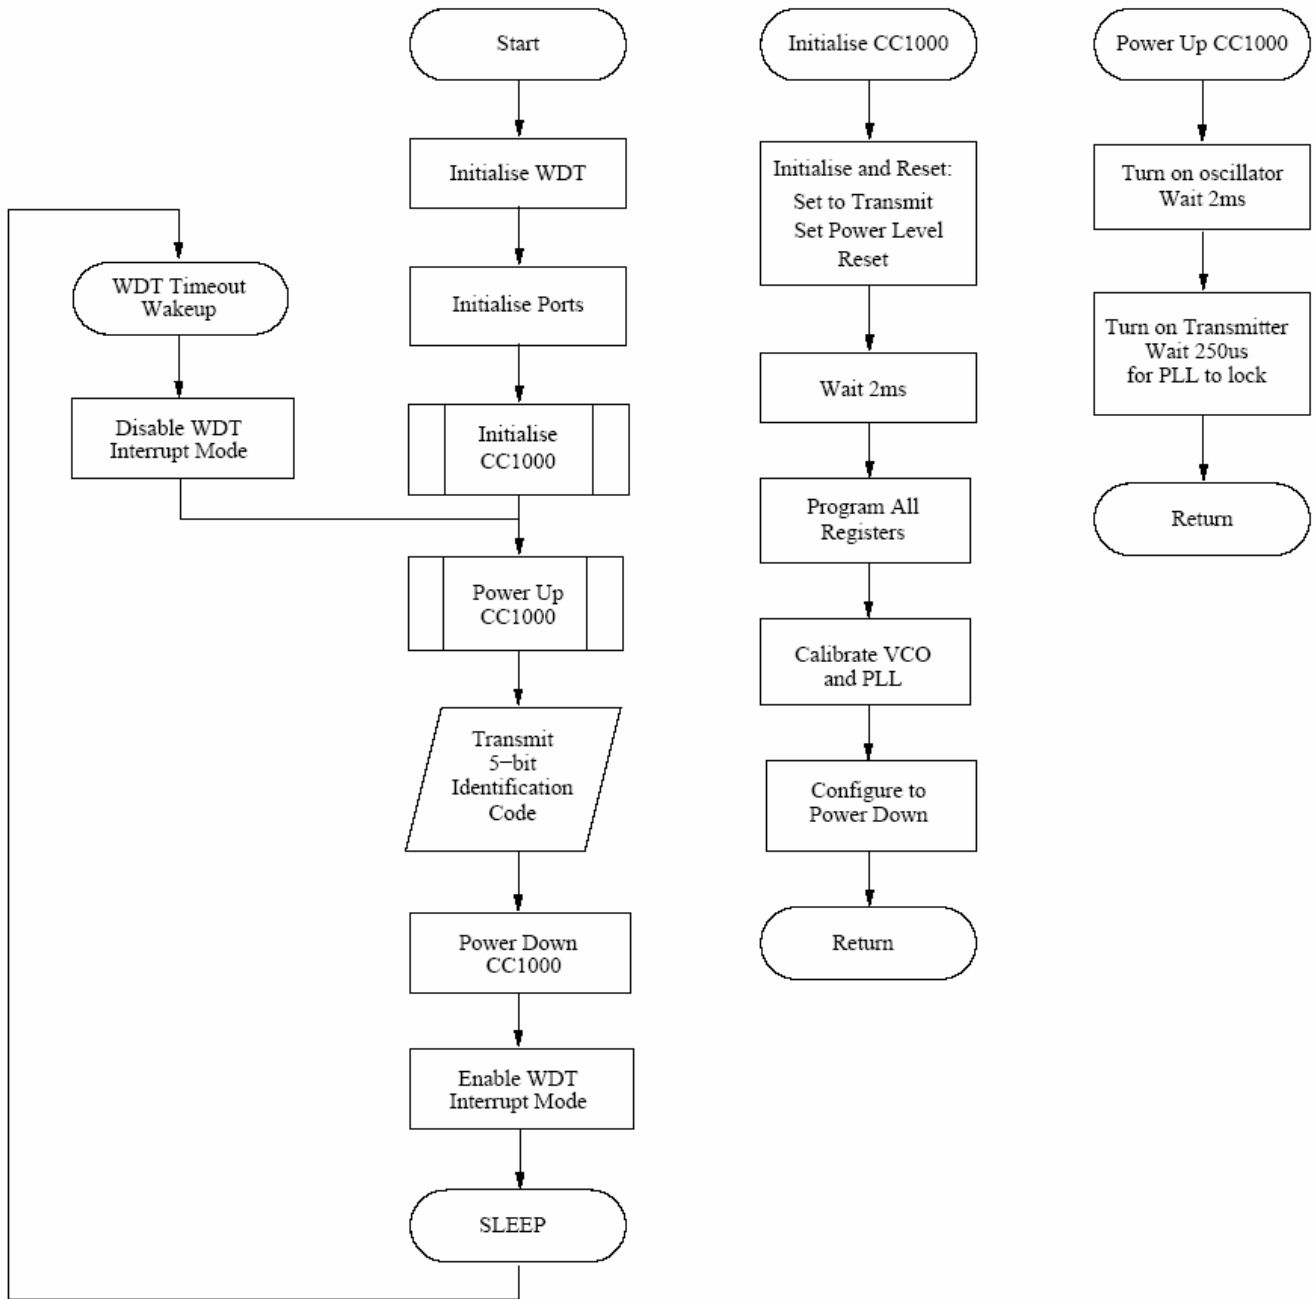 Start
Initialise WDT
Initialise Ports
Initialise
CC1000
Power Up
CC1000
Transmit
5−bit
Identification
Code
Power Down
CC1000
Enable WDT
Interrupt Mode
SLEEP
WDT Timeout
Wakeup
Disable WDT
Interrupt Mode
Initialise CC1000
Initialise and Reset:
Set to Transmit
Set Power Level
Reset
Wait 2ms
Program All
Registers
Calibrate VCO
and PLL
Configure to
Power Down
Return
Power Up CC1000
Turn on oscillator
Wait 2ms
Turn on Transmitter
Wait 250us
for PLL to lock
Return